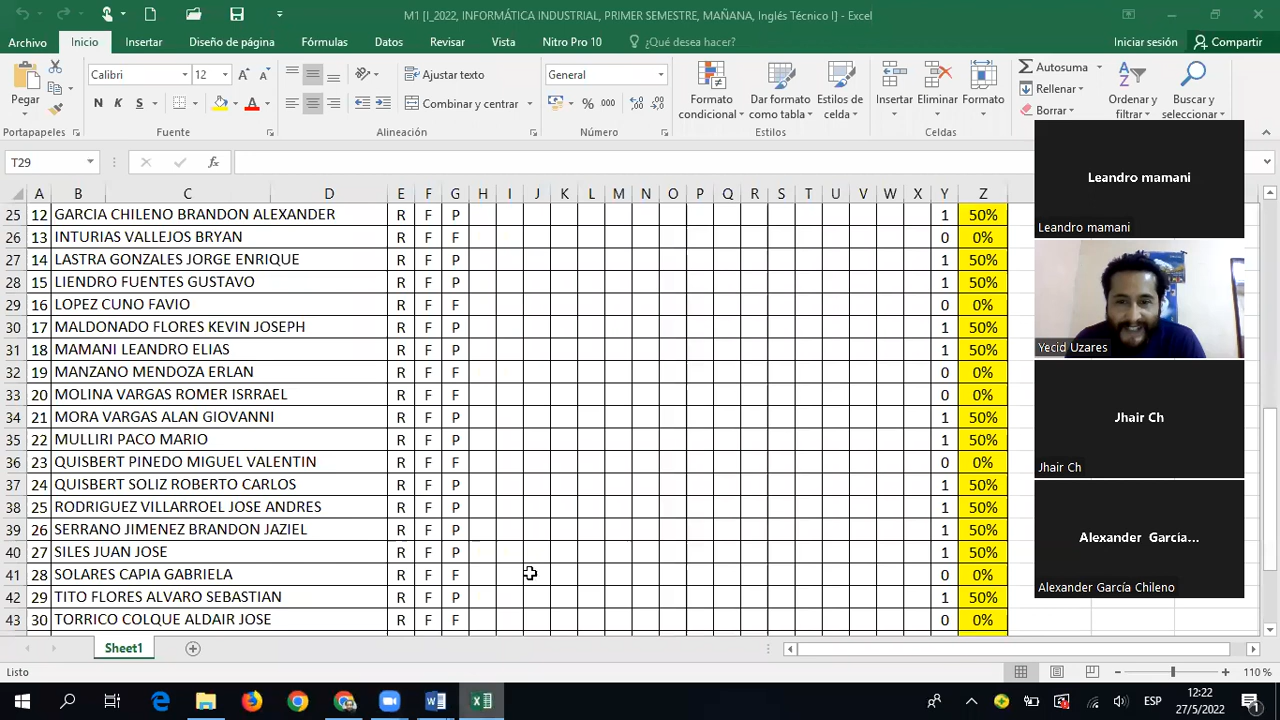 M1 [I_2022, INFORMÁTICA INDUSTRIAL, PRIMER SEMESTRE, MAÑANA, Inglés Técnico I] - Excel
Archivo Inicio Insertar Diseño de página Fórmulas Datos Revisar Vista Nitro Pro 10 ¿Qué desea hacer? Iniciar sesión Compartir
Pegar
Portapapeles
Calibri 12
N K S
Fuente
Ajustar texto
Combinar y centrar
Alineación
General
% 000
Número
Formato condicional
Dar formato como tabla
Estilos de celda
Estilos
Insertar Eliminar Formato
Celdas
Autosuma
Rellenar
Borrar
Ordenar y filtrar
Buscar y seleccionar
T29 fx
A B C D E F G H I J K L M N O P Q R S T U V W X Y Z
25 12 GARCIA CHILENO BRANDON ALEXANDER R F P 1 50%
26 13 INTURIAS VALLEJOS BRYAN R F F 0 0%
27 14 LASTRA GONZALES JORGE ENRIQUE R F P 1 50%
28 15 LIENDRO FUENTES GUSTAVO R F P 1 50%
29 16 LOPEZ CUNO FAVIO R F F 0 0%
30 17 MALDONADO FLORES KEVIN JOSEPH R F P 1 50%
31 18 MAMANI LEANDRO ELIAS R F P 1 50%
32 19 MANZANO MENDOZA ERLAN R F F 0 0%
33 20 MOLINA VARGAS ROMER ISRRAEL R F F 0 0%
34 21 MORA VARGAS ALAN GIOVANNI R F P 1 50%
35 22 MULLIRI PACO MARIO R F P 1 50%
36 23 QUISBERT PINEDO MIGUEL VALENTIN R F F 0 0%
37 24 QUISBERT SOLIZ ROBERTO CARLOS R F P 1 50%
38 25 RODRIGUEZ VILLARROEL JOSE ANDRES R F P 1 50%
39 26 SERRANO JIMENEZ BRANDON JAZIEL R F P 1 50%
40 27 SILES JUAN JOSE R F P 1 50%
41 28 SOLARES CAPIA GABRIELA R F F 0 0%
42 29 TITO FLORES ALVARO SEBASTIAN R F P 1 50%
43 30 TORRICO COLQUE ALDAIR JOSE R F F 0 0%
Leandro mamani
Leandro mamani
Yecid Uzares
Jhair Ch
Jhair Ch
Alexander Garcia...
Alexander García Chileno
Sheet1
Listo
110 %
ESP
12:22
27/5/2022
1